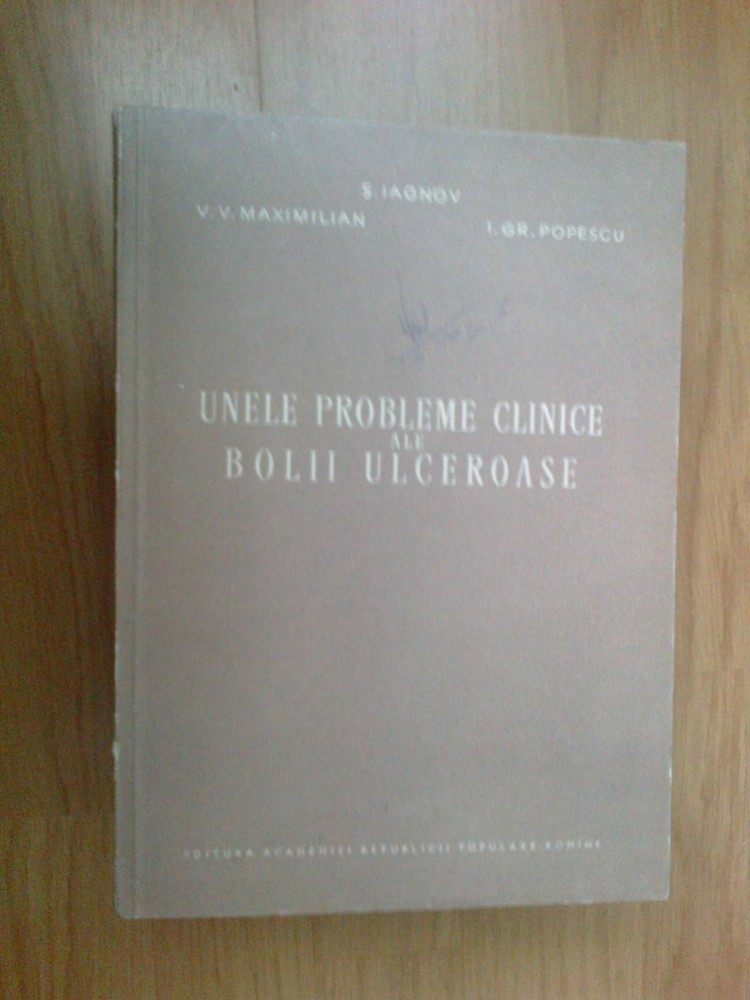 Ș. IAGNOV
V. V. MAXIMILIAN
I. GR. POPESCU
UNELE PROBLEME CLINICE
ALE
BOLII ULCEROASE
EDITURA ACADEMIEI REPUBLICII POPULARE ROMÎNE